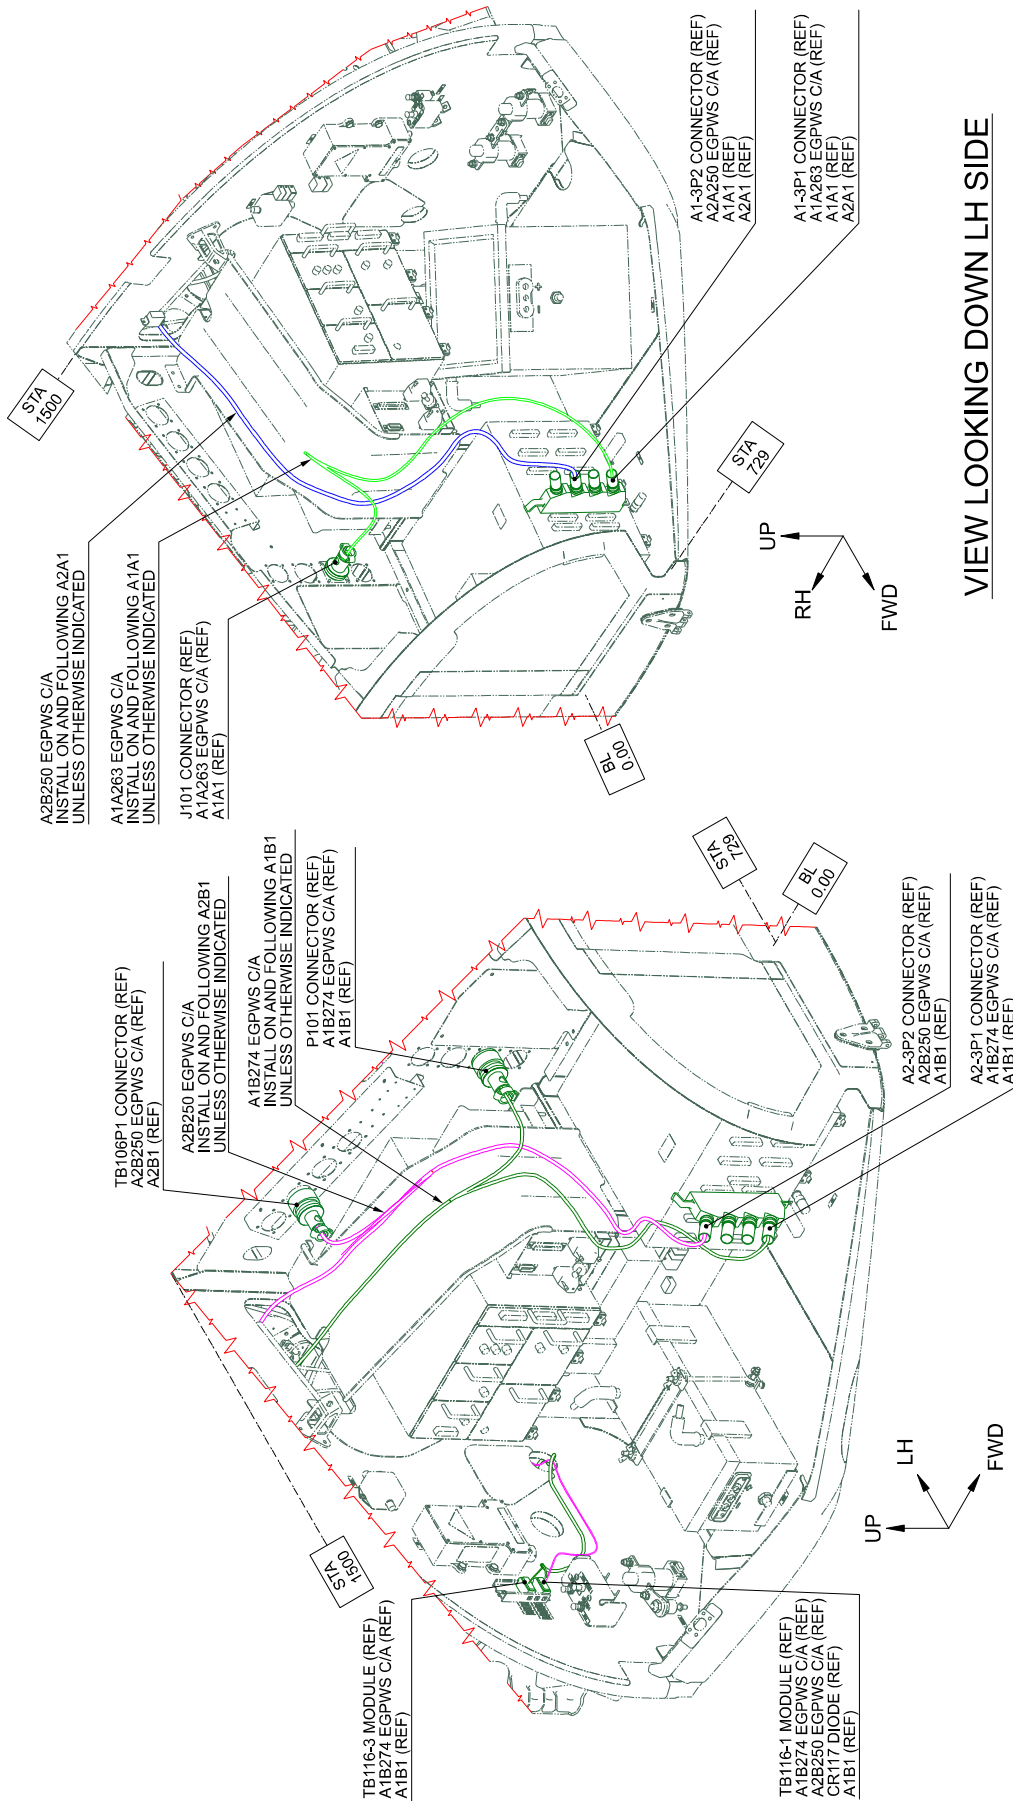 TB116-3 MODULE (REF)
A1B274 EGPWS C/A (REF)
A1B1 (REF)
STA
1500
TB106P1 CONNECTOR (REF)
A2B250 EGPWS C/A (REF)
A2B1 (REF)
A2B250 EGPWS C/A
INSTALL ON AND FOLLOWING A2B1
UNLESS OTHERWISE INDICATED
A1B274 EGPWS C/A
INSTALL ON AND FOLLOWING A1B1
UNLESS OTHERWISE INDICATED
P101 CONNECTOR (REF)
A1B274 EGPWS C/A (REF)
A1B1 (REF)
STA
729
BL
0.00
A2-3P2 CONNECTOR (REF)
A2B250 EGPWS C/A (REF)
A1B1 (REF)
A2-3P1 CONNECTOR (REF)
A1B274 EGPWS C/A (REF)
A1B1 (REF)
TB116-1 MODULE (REF)
A1B274 EGPWS C/A (REF)
A2B250 EGPWS C/A (REF)
CR117 DIODE (REF)
A1B1 (REF)
UP
LH
FWD
A2B250 EGPWS C/A
INSTALL ON AND FOLLOWING A2A1
UNLESS OTHERWISE INDICATED
A1A263 EGPWS C/A
INSTALL ON AND FOLLOWING A1A1
UNLESS OTHERWISE INDICATED
J101 CONNECTOR (REF)
A1A263 EGPWS C/A (REF)
A1A1 (REF)
STA
1500
BL
0.00
STA
729
A1-3P2 CONNECTOR (REF)
A2A250 EGPWS C/A (REF)
A1A1 (REF)
A2A1 (REF)
A1-3P1 CONNECTOR (REF)
A1A263 EGPWS C/A (REF)
A1A1 (REF)
A2A1 (REF)
UP
RH
FWD
VIEW LOOKING DOWN LH SIDE